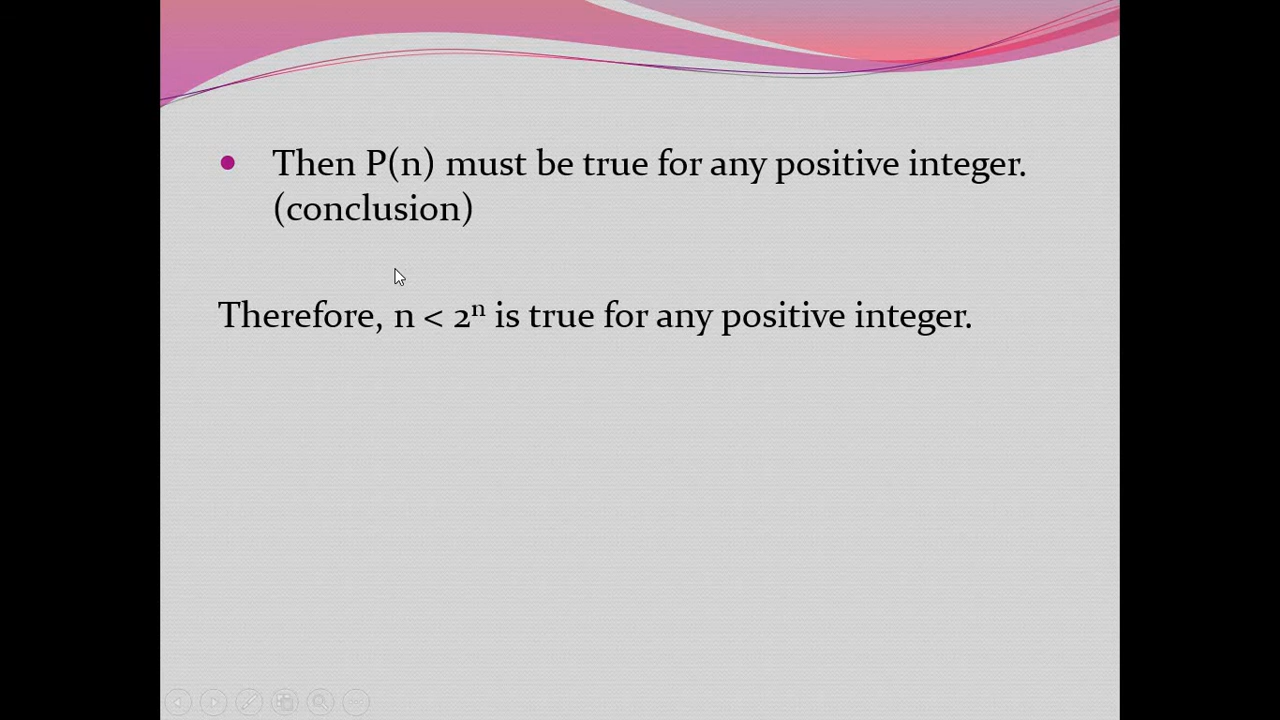 Then P(n) must be true for any positive integer.
(conclusion)
Therefore, n < 2ⁿ is true for any positive integer.